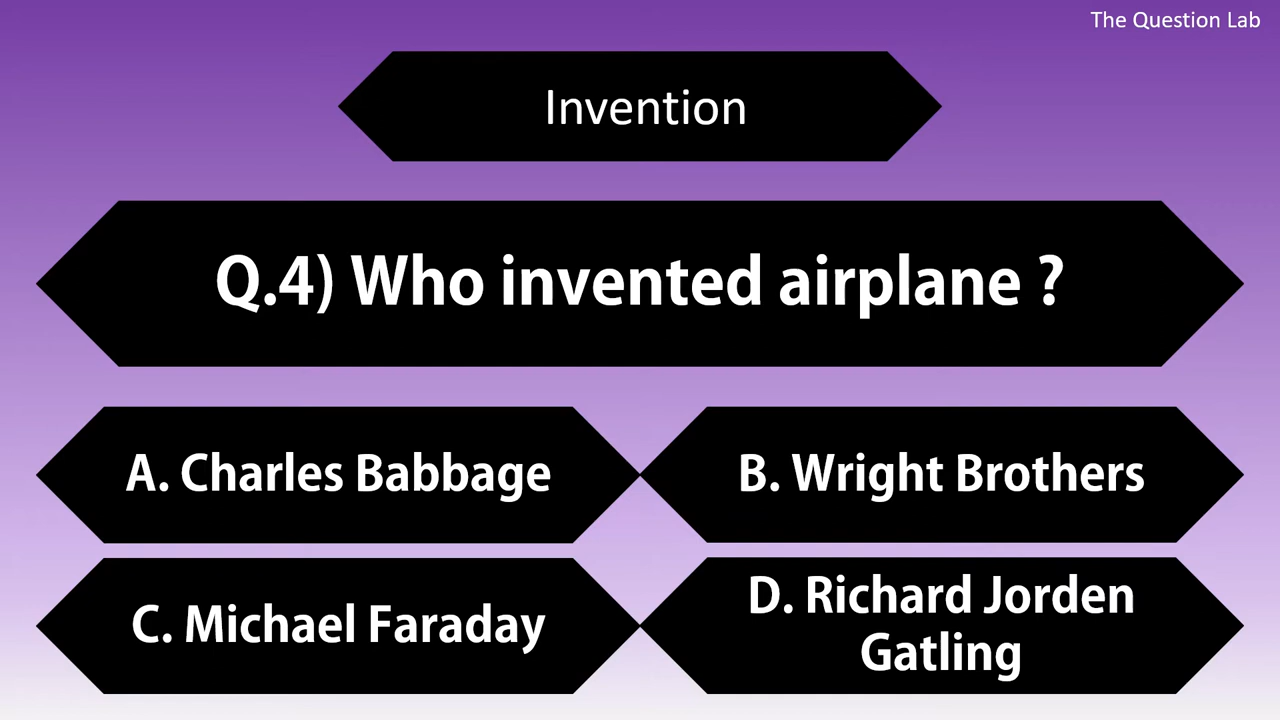 The Question Lab
Invention
Q.4) Who invented airplane ?
A. Charles Babbage
B. Wright Brothers
C. Michael Faraday
D. Richard Jorden
Gatling